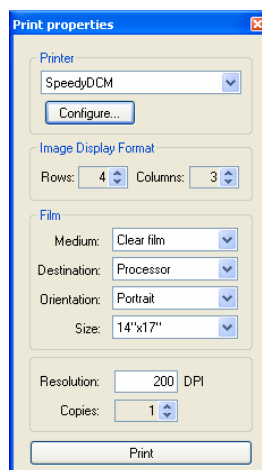 Print properties
Printer
SpeedyDCM
Configure...
Image Display Format
Rows: 4 Columns: 3
Film
Medium: Clear film
Destination: Processor
Orientation: Portrait
Size: 14"x17"
Resolution: 200 DPI
Copies: 1
Print